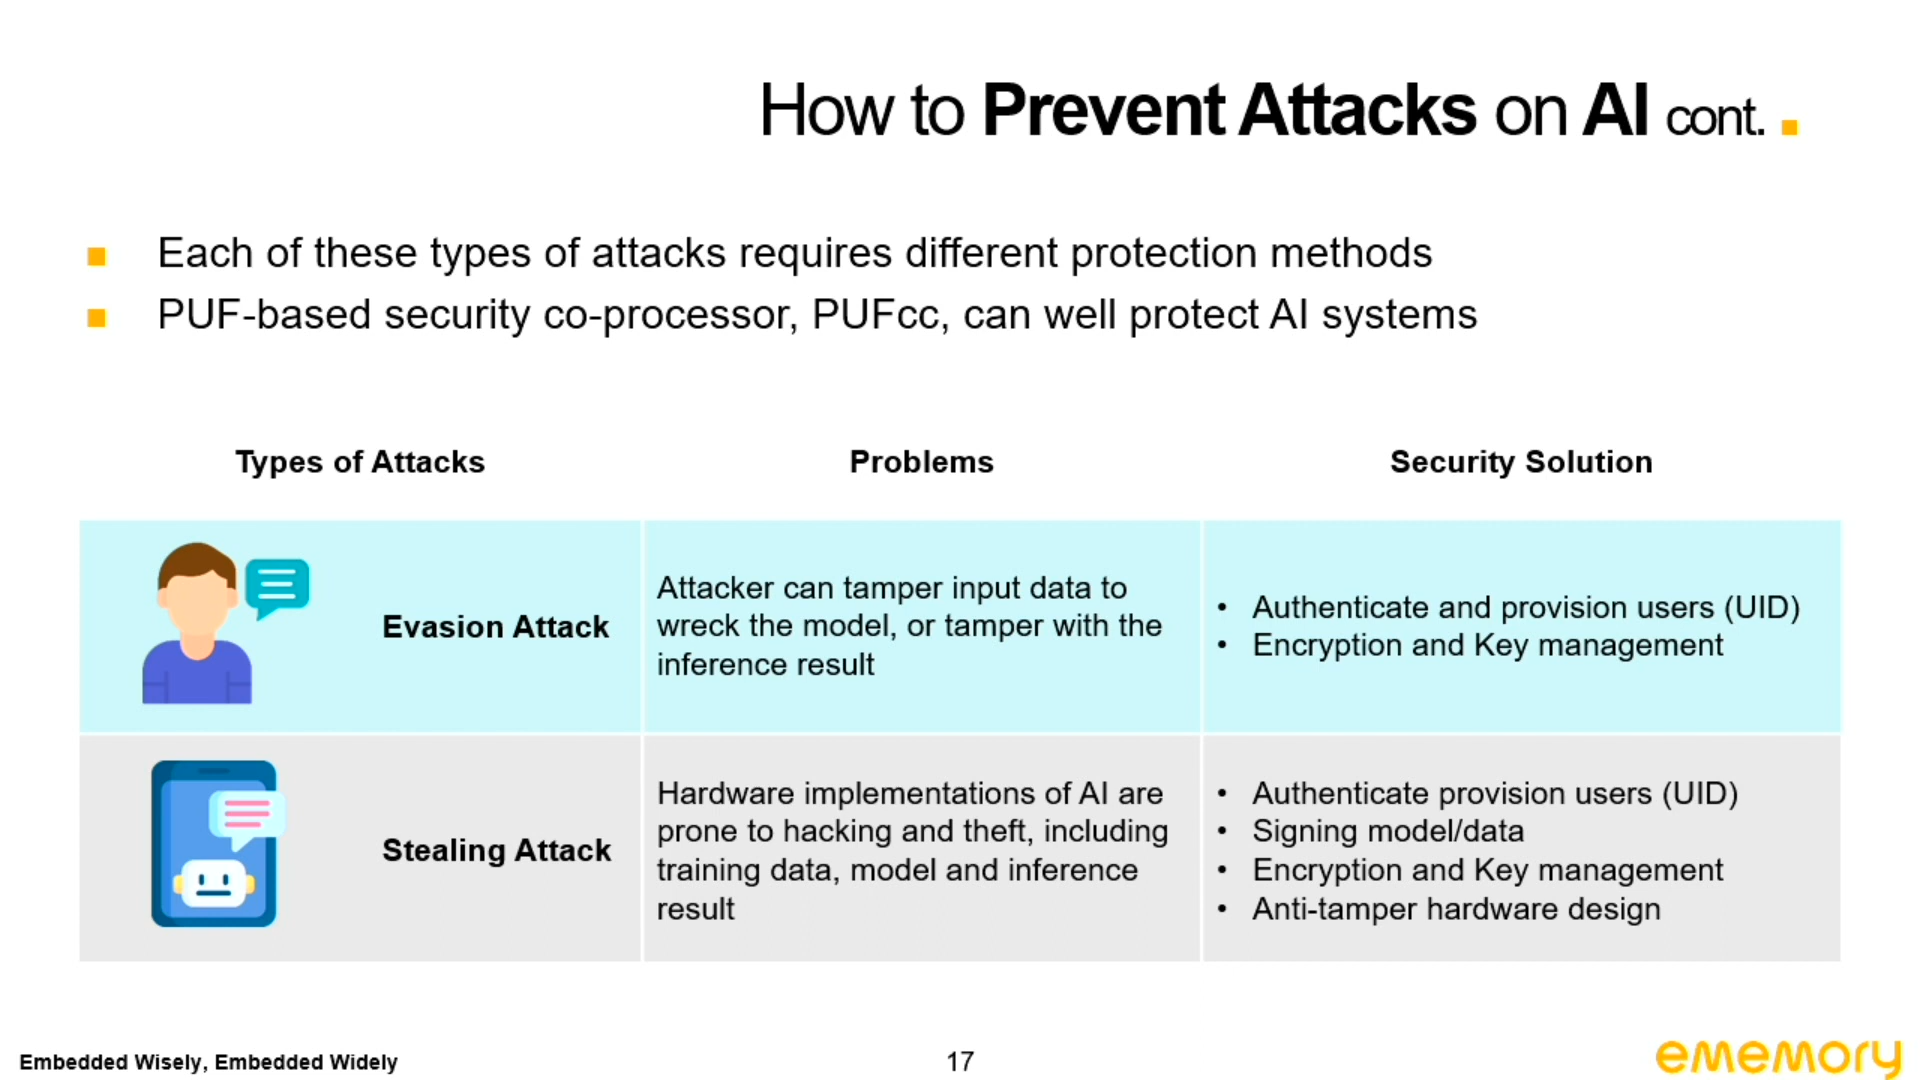 How to Prevent Attacks on AI cont.
Each of these types of attacks requires different protection methods
PUF-based security co-processor, PUFcc, can well protect AI systems
Types of Attacks
Problems
Security Solution
Evasion Attack
Attacker can tamper input data to
wreck the model, or tamper with the
inference result
• Authenticate and provision users (UID)
• Encryption and Key management
Stealing Attack
Hardware implementations of AI are
prone to hacking and theft, including
training data, model and inference
result
• Authenticate provision users (UID)
• Signing model/data
• Encryption and Key management
• Anti-tamper hardware design
Embedded Wisely, Embedded Widely
17
ememory